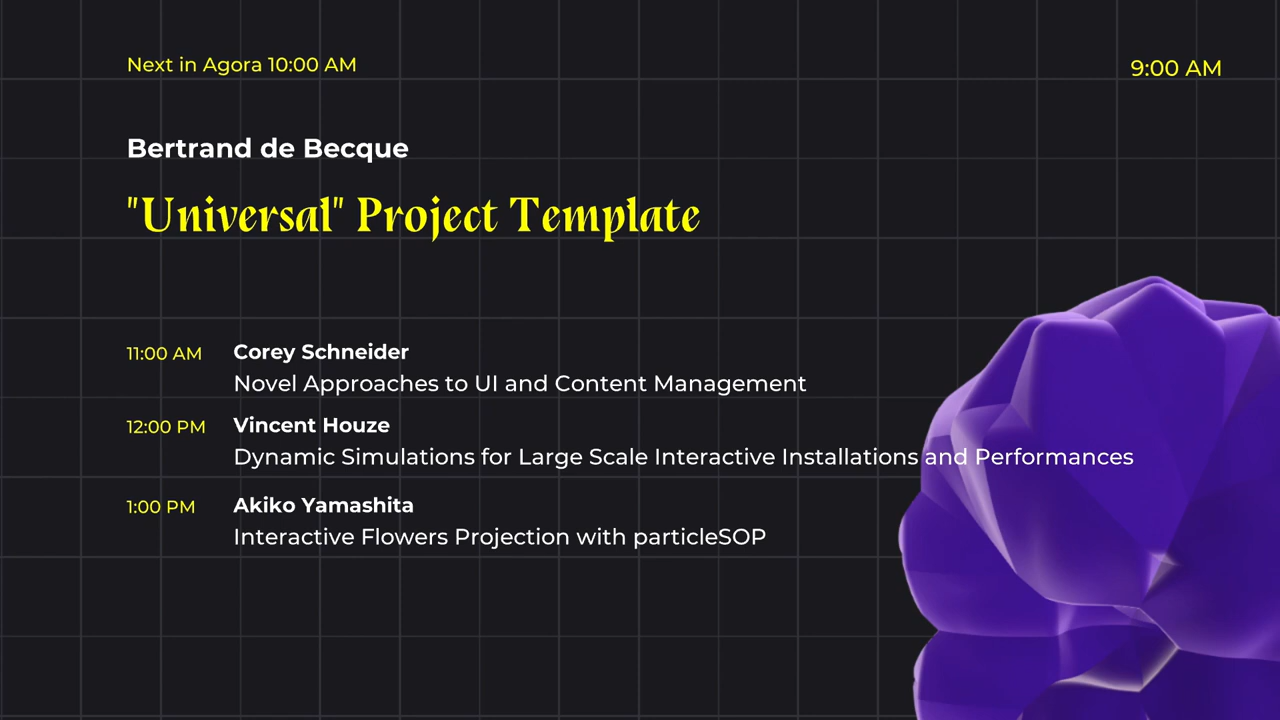 Next in Agora 10:00 AM
9:00 AM
Bertrand de Becque
"Universal" Project Template
11:00 AM Corey Schneider
Novel Approaches to UI and Content Management
12:00 PM Vincent Houze
Dynamic Simulations for Large Scale Interactive Installations and Performances
1:00 PM Akiko Yamashita
Interactive Flowers Projection with particleSOP